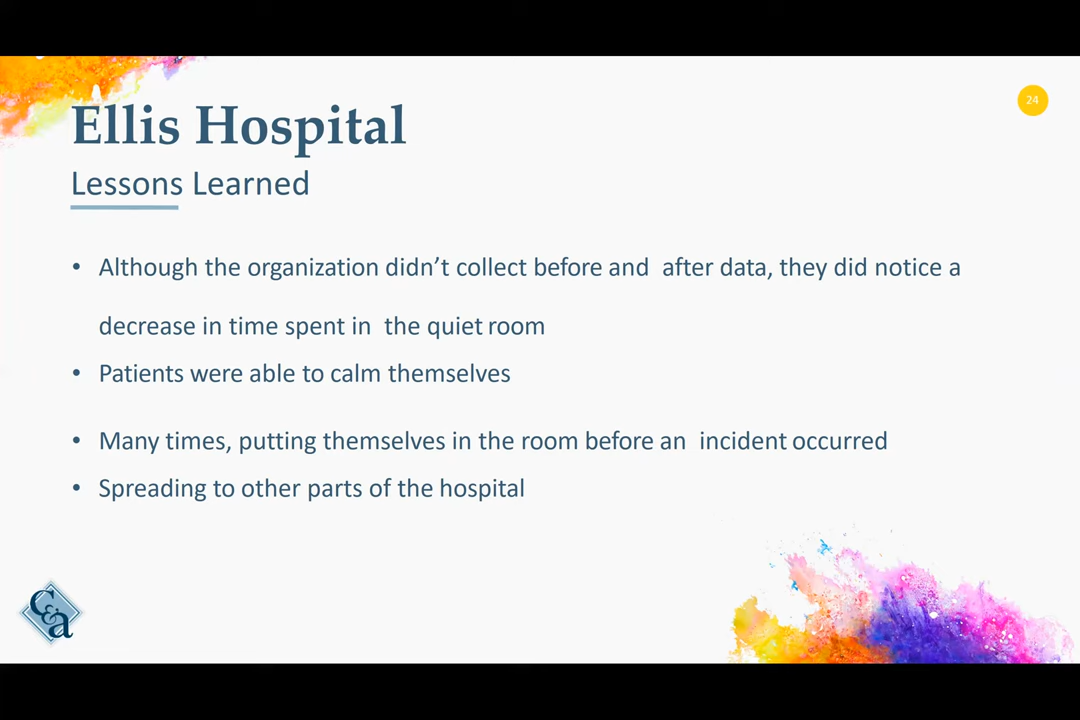 24
Ellis Hospital
Lessons Learned
• Although the organization didn’t collect before and after data, they did notice a
decrease in time spent in the quiet room
• Patients were able to calm themselves
• Many times, putting themselves in the room before an incident occurred
• Spreading to other parts of the hospital
C&a